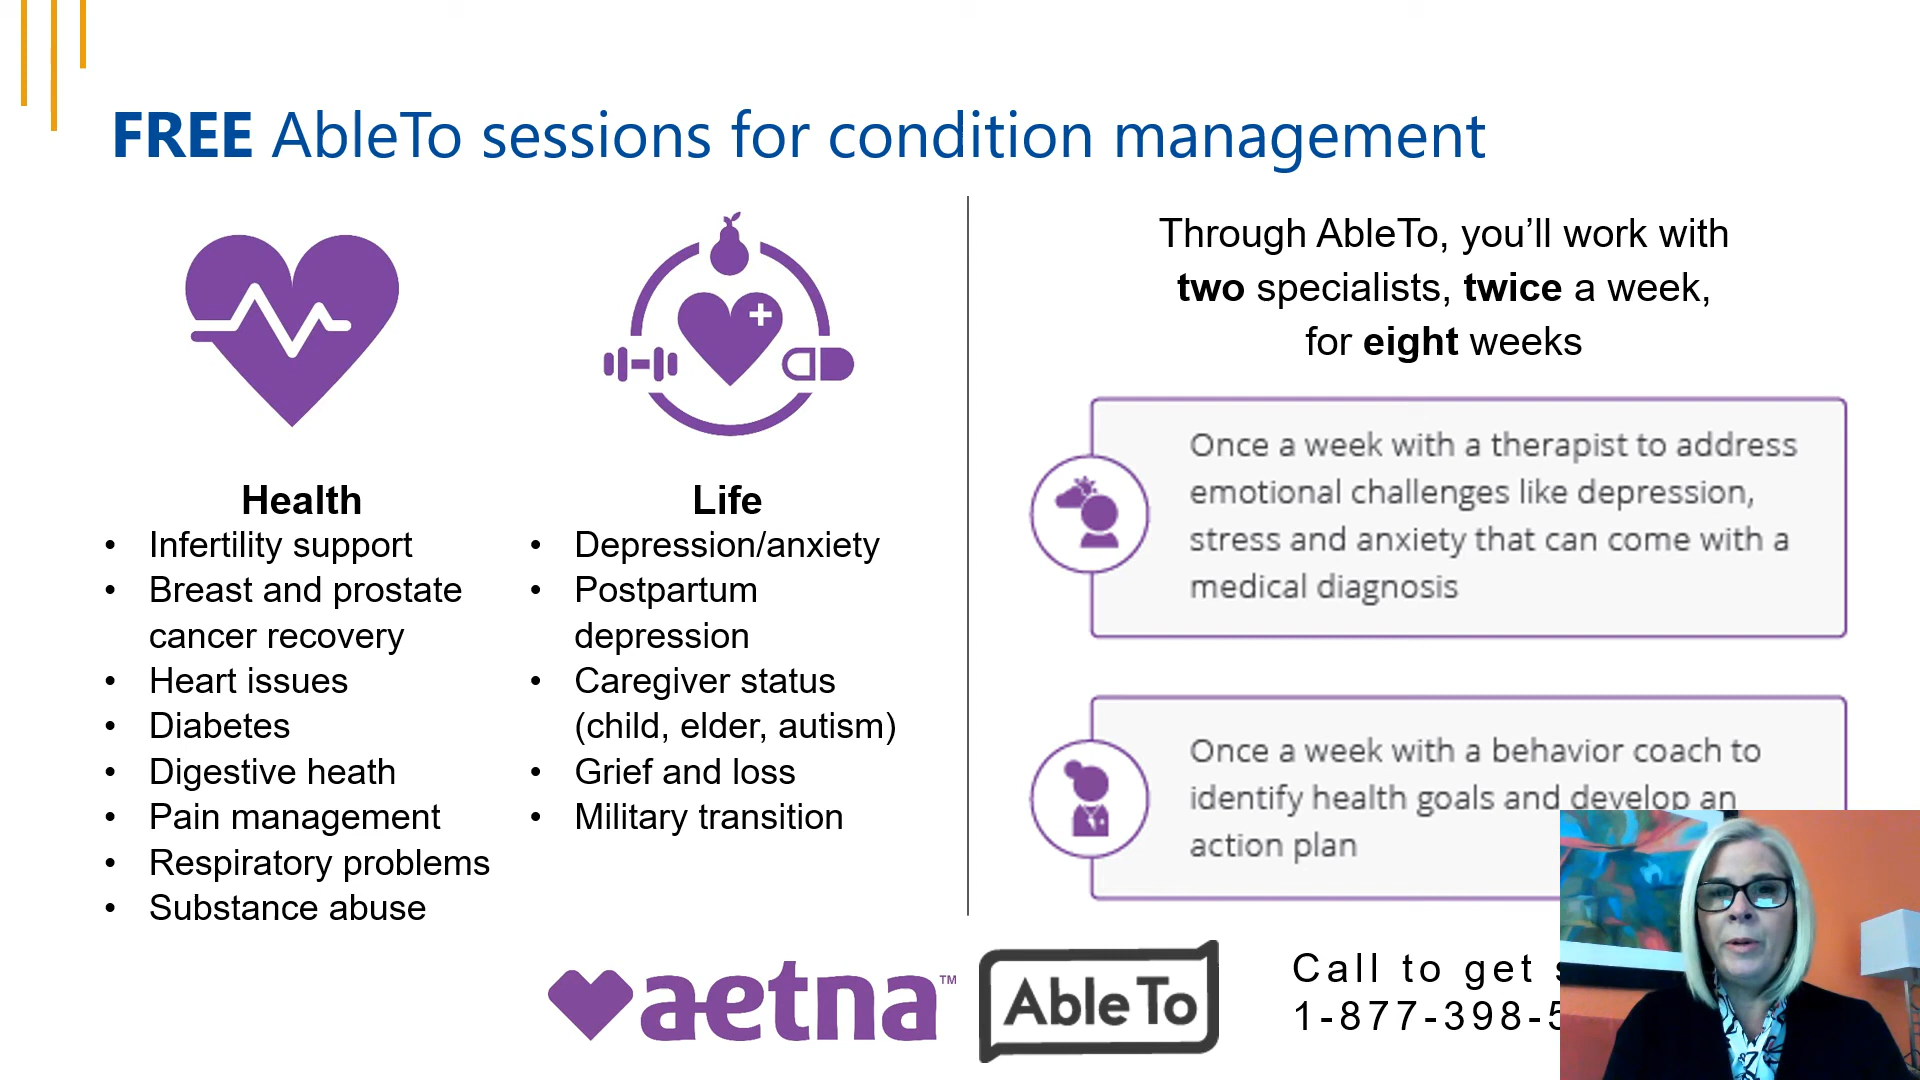 FREE AbleTo sessions for condition management
Health
• Infertility support
• Breast and prostate
cancer recovery
• Heart issues
• Diabetes
• Digestive heath
• Pain management
• Respiratory problems
• Substance abuse
Life
• Depression/anxiety
• Postpartum
depression
• Caregiver status
(child, elder, autism)
• Grief and loss
• Military transition
Through AbleTo, you’ll work with
two specialists, twice a week,
for eight weeks
Once a week with a therapist to address
emotional challenges like depression,
stress and anxiety that can come with a
medical diagnosis
Once a week with a behavior coach to
identify health goals and develop an
action plan
aetna™
AbleTo
Call to get
1-877-398-5